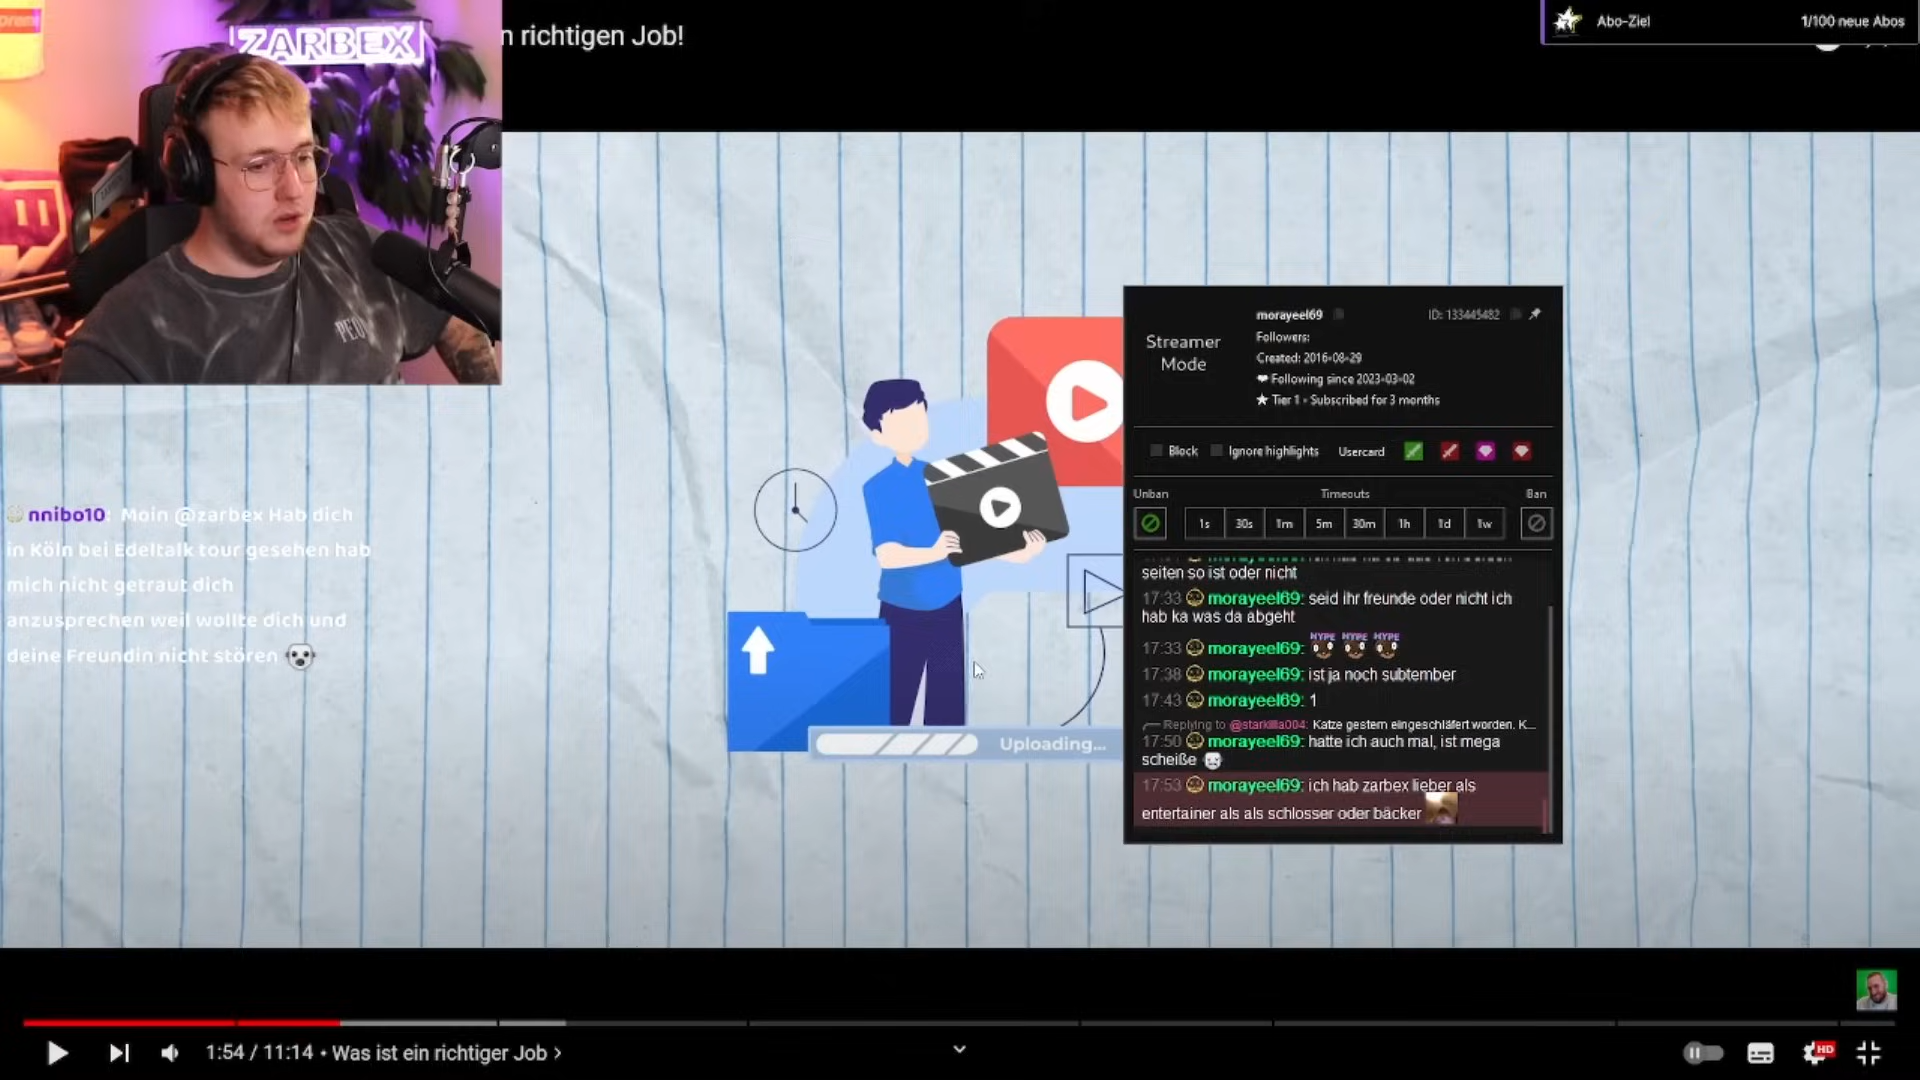 ZARBEX
n richtigen Job!
Abo-Ziel
1/100 neue Abos
nnibo10: Moin @zarbex Hab dich
in Köln bei Edeltalk tour gesehen hab
mich nicht getraut dich
anzusprechen weil wollte dich und
deine Freundin nicht stören
Uploading...
Streamer
Mode
morayeel69
ID: 133445482
Followers:
Created: 2016-08-29
Following since 2023-03-02
Tier 1 • Subscribed for 3 months
Block
Ignore highlights
Usercard
Unban
Timeouts
Ban
1s 30s 1m 5m 30m 1h 1d 1w
seiten so ist oder nicht
17:33 morayeel69: seid ihr freunde oder nicht ich
hab ka was da abgeht
17:33 morayeel69: HYPE HYPE HYPE
17:38 morayeel69: ist ja noch subtember
17:43 morayeel69: 1
Replying to @starkilla004: Katze gestern eingeschläfert worden. K...
17:50 morayeel69: hatte ich auch mal, ist mega
scheiße
17:53 morayeel69: ich hab zarbex lieber als
entertainer als als schlosser oder bäcker
1:54 / 11:14 • Was ist ein richtiger Job ›
HD